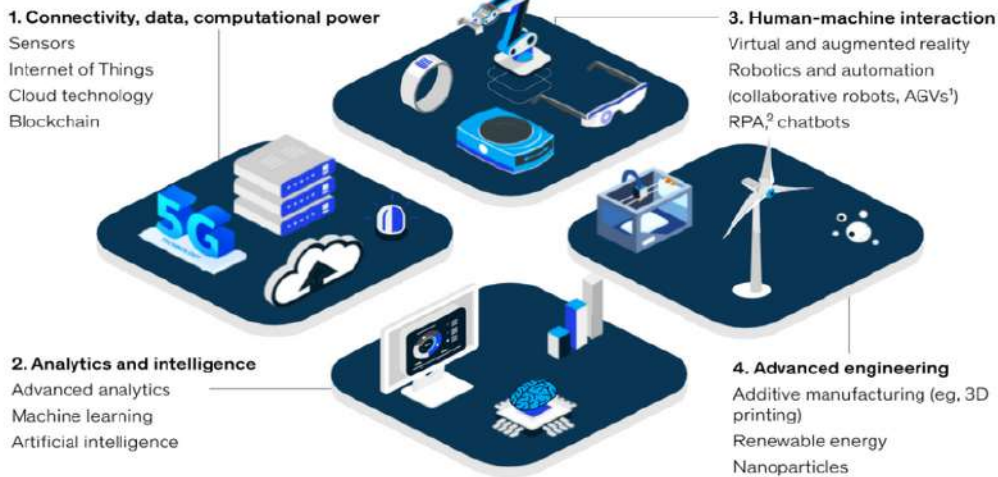 1. Connectivity, data, computational power
Sensors
Internet of Things
Cloud technology
Blockchain
3. Human-machine interaction
Virtual and augmented reality
Robotics and automation
(collaborative robots, AGVs¹)
RPA,² chatbots
5G
2. Analytics and intelligence
Advanced analytics
Machine learning
Artificial intelligence
4. Advanced engineering
Additive manufacturing (eg, 3D
printing)
Renewable energy
Nanoparticles